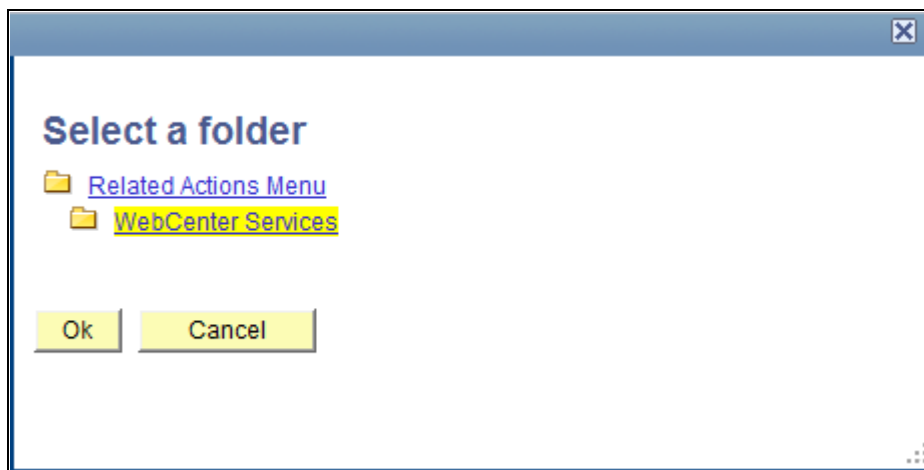 Select a folder
Related Actions Menu
WebCenter Services
Ok Cancel